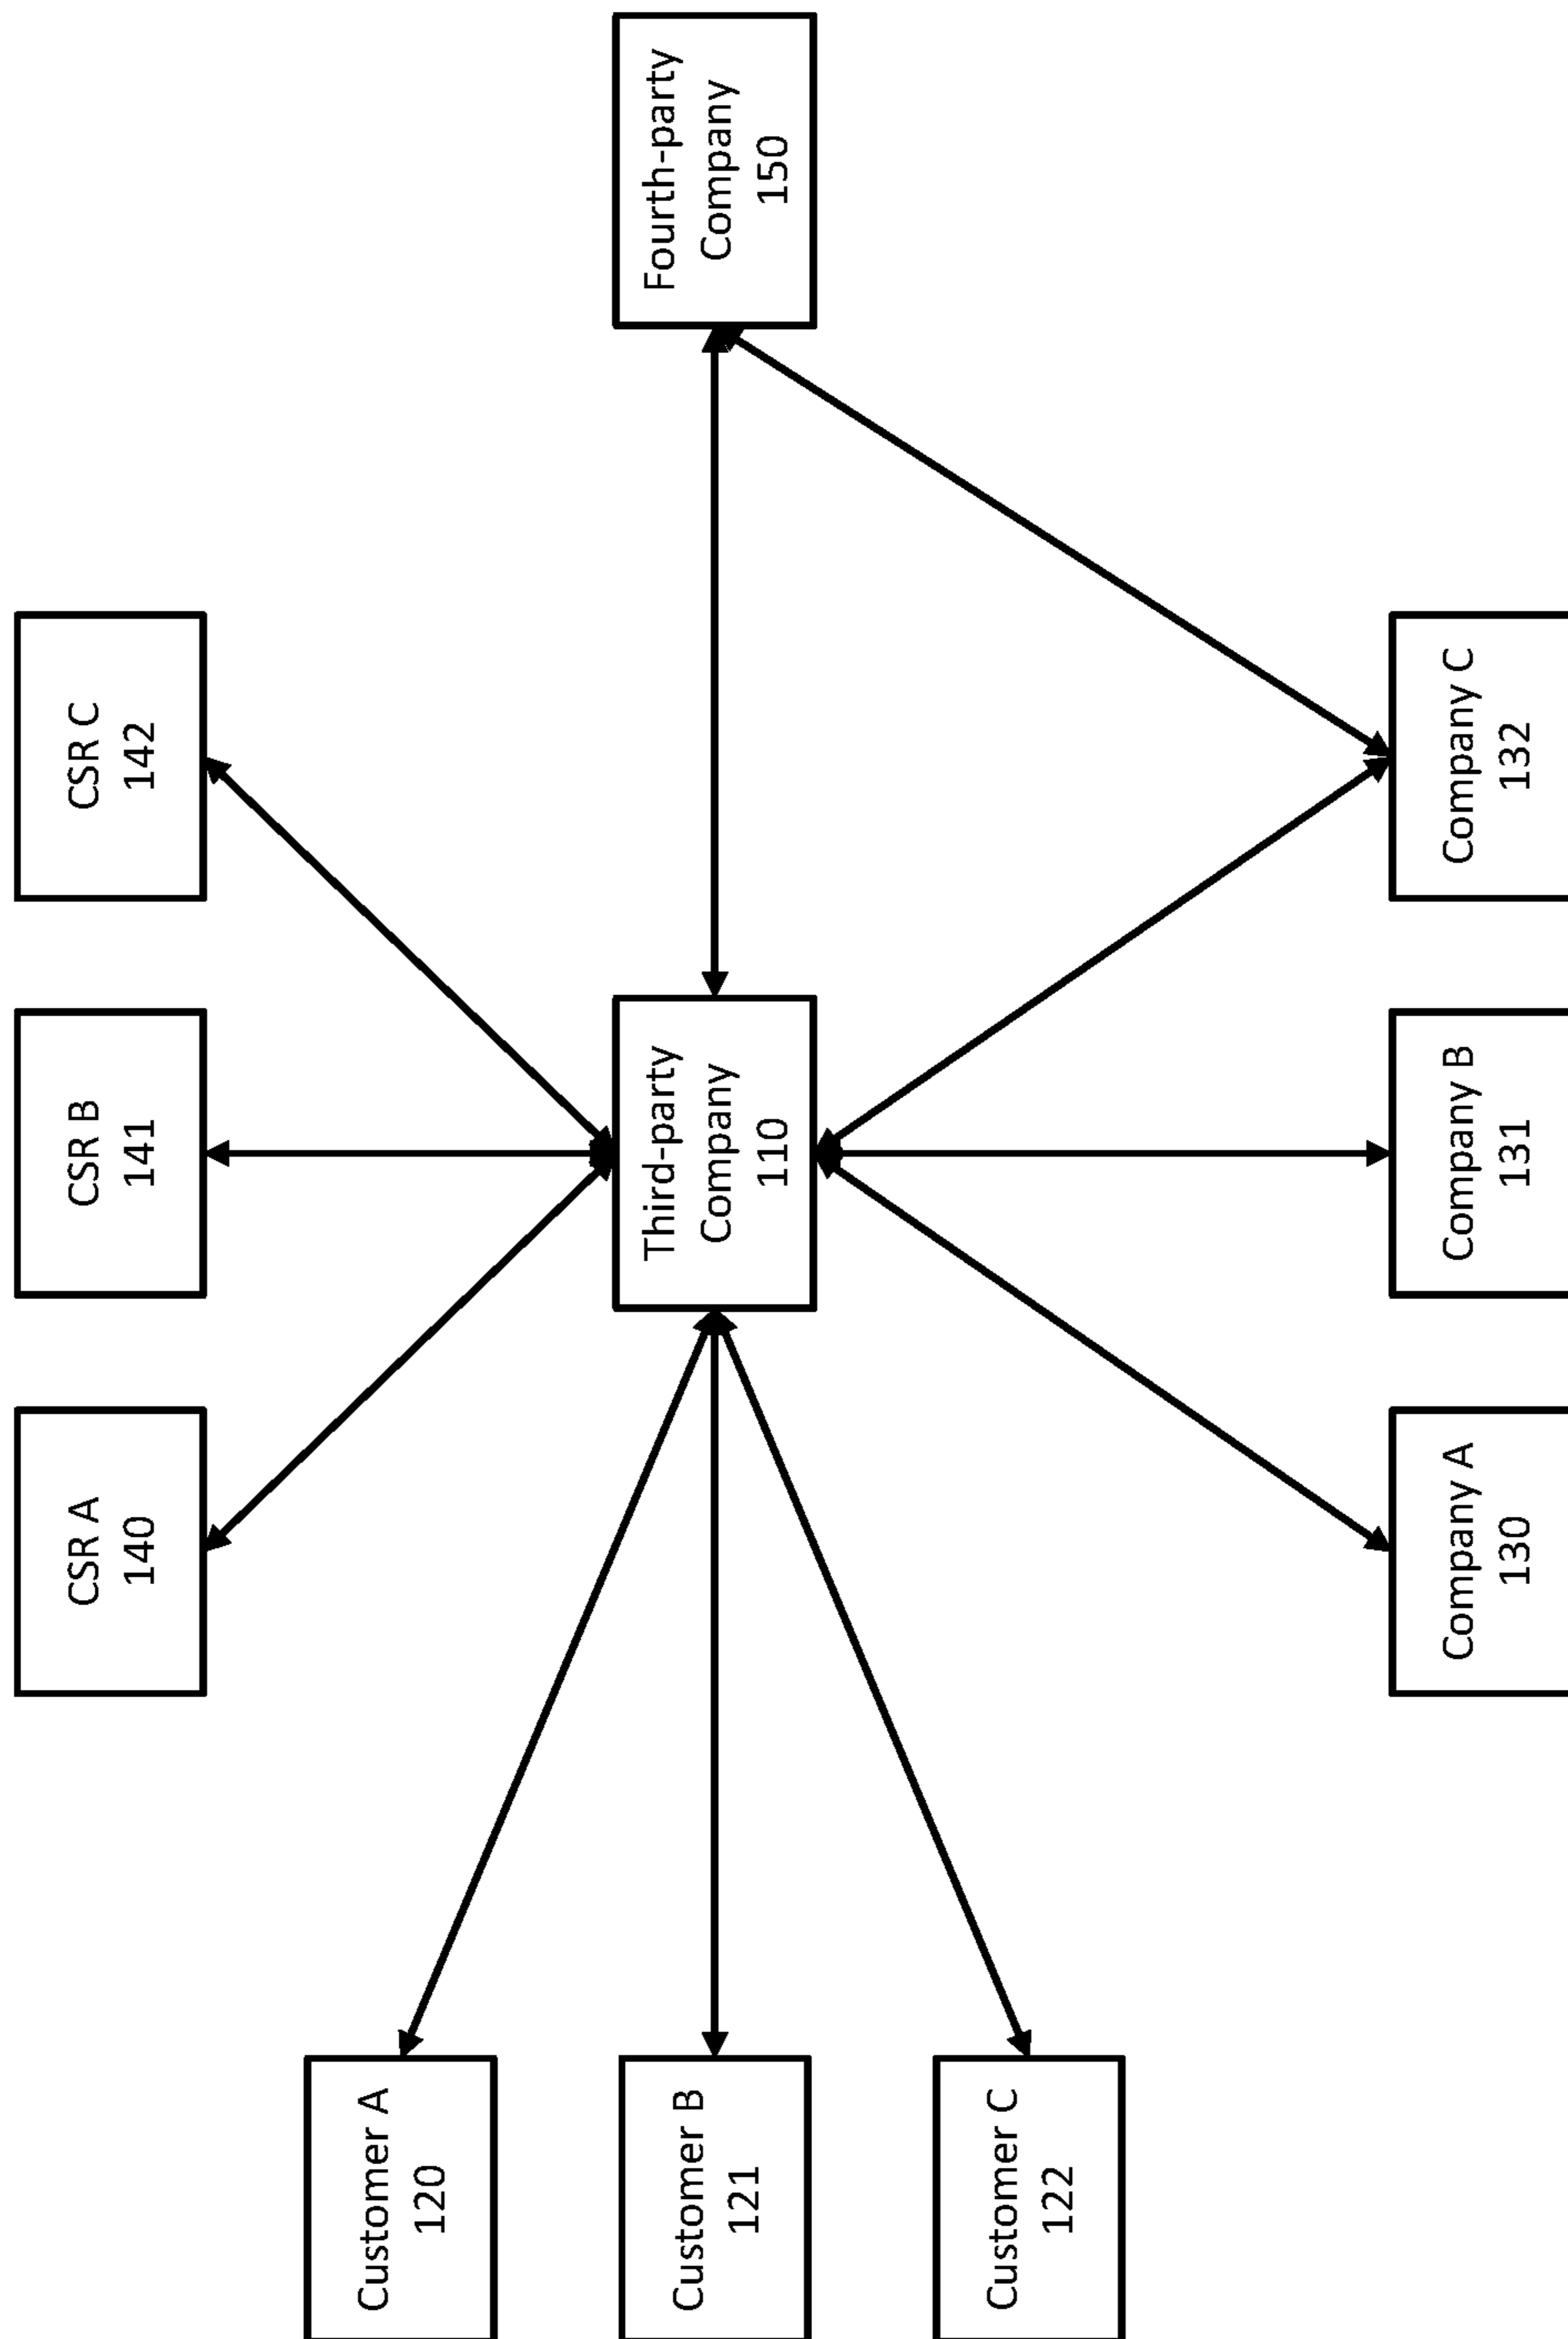 CSR A
140
CSR B
141
CSR C
142
Customer A
120
Customer B
121
Customer C
122
Third-party
Company
110
Fourth-party
Company
150
Company A
130
Company B
131
Company C
132